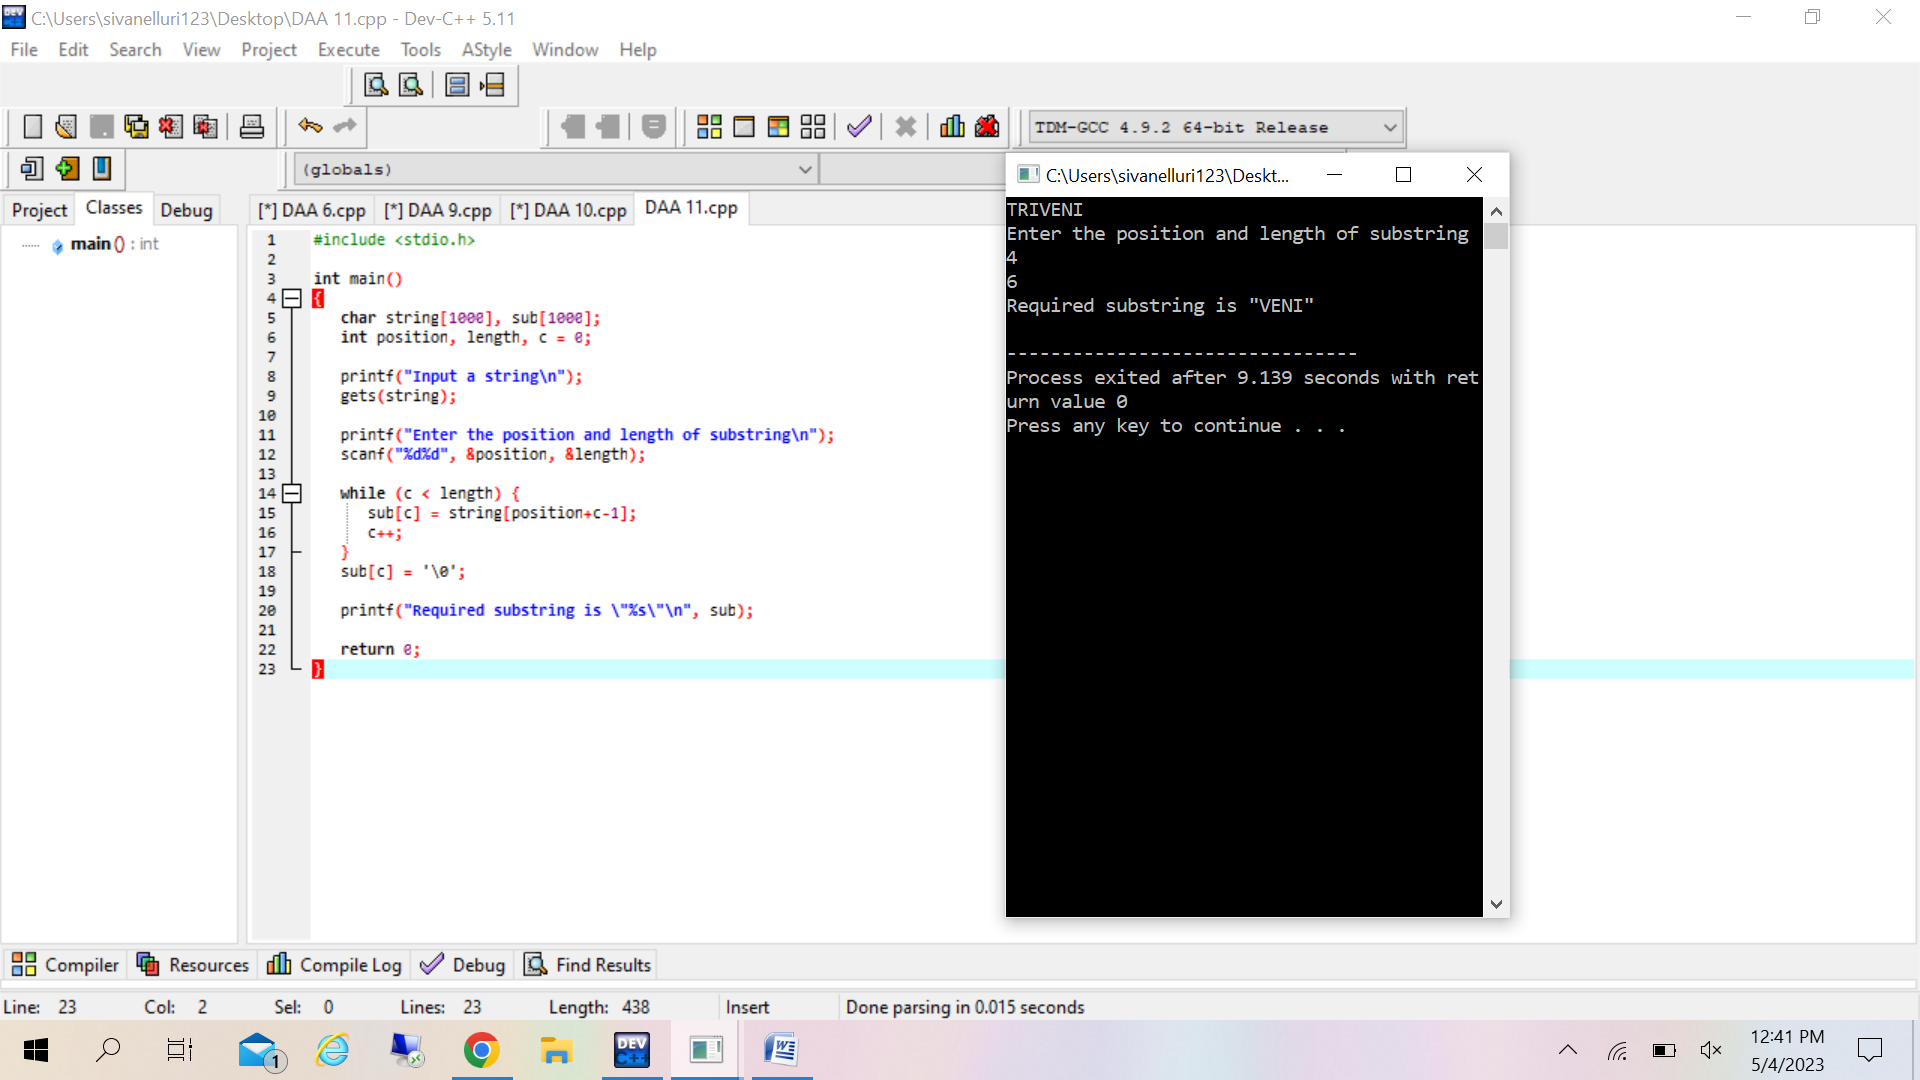 C:\Users\sivanelluri123\Desktop\DAA 11.cpp - Dev-C++ 5.11
File Edit Search View Project Execute Tools AStyle Window Help
TDM-GCC 4.9.2 64-bit Release
(globals)
Project Classes Debug
[*] DAA 6.cpp [*] DAA 9.cpp [*] DAA 10.cpp DAA 11.cpp
main () : int
1 #include <stdio.h>
2
3 int main()
4 {
5 char string[1000], sub[1000];
6 int position, length, c = 0;
7
8 printf("Input a string\n");
9 gets(string);
10
11 printf("Enter the position and length of substring\n");
12 scanf("%d%d", &position, &length);
13
14 while (c < length) {
15 sub[c] = string[position+c-1];
16 c++;
17 }
18 sub[c] = '\0';
19
20 printf("Required substring is \"%s\"\n", sub);
21
22 return 0;
23 }
C:\Users\sivanelluri123\Deskt...
TRIVENI
Enter the position and length of substring
4
6
Required substring is "VENI"
--------------------------------
Process exited after 9.139 seconds with ret
urn value 0
Press any key to continue . . .
Compiler Resources Compile Log Debug Find Results
Line: 23 Col: 2 Sel: 0 Lines: 23 Length: 438 Insert Done parsing in 0.015 seconds
1
DEV
C++
12:41 PM
5/4/2023